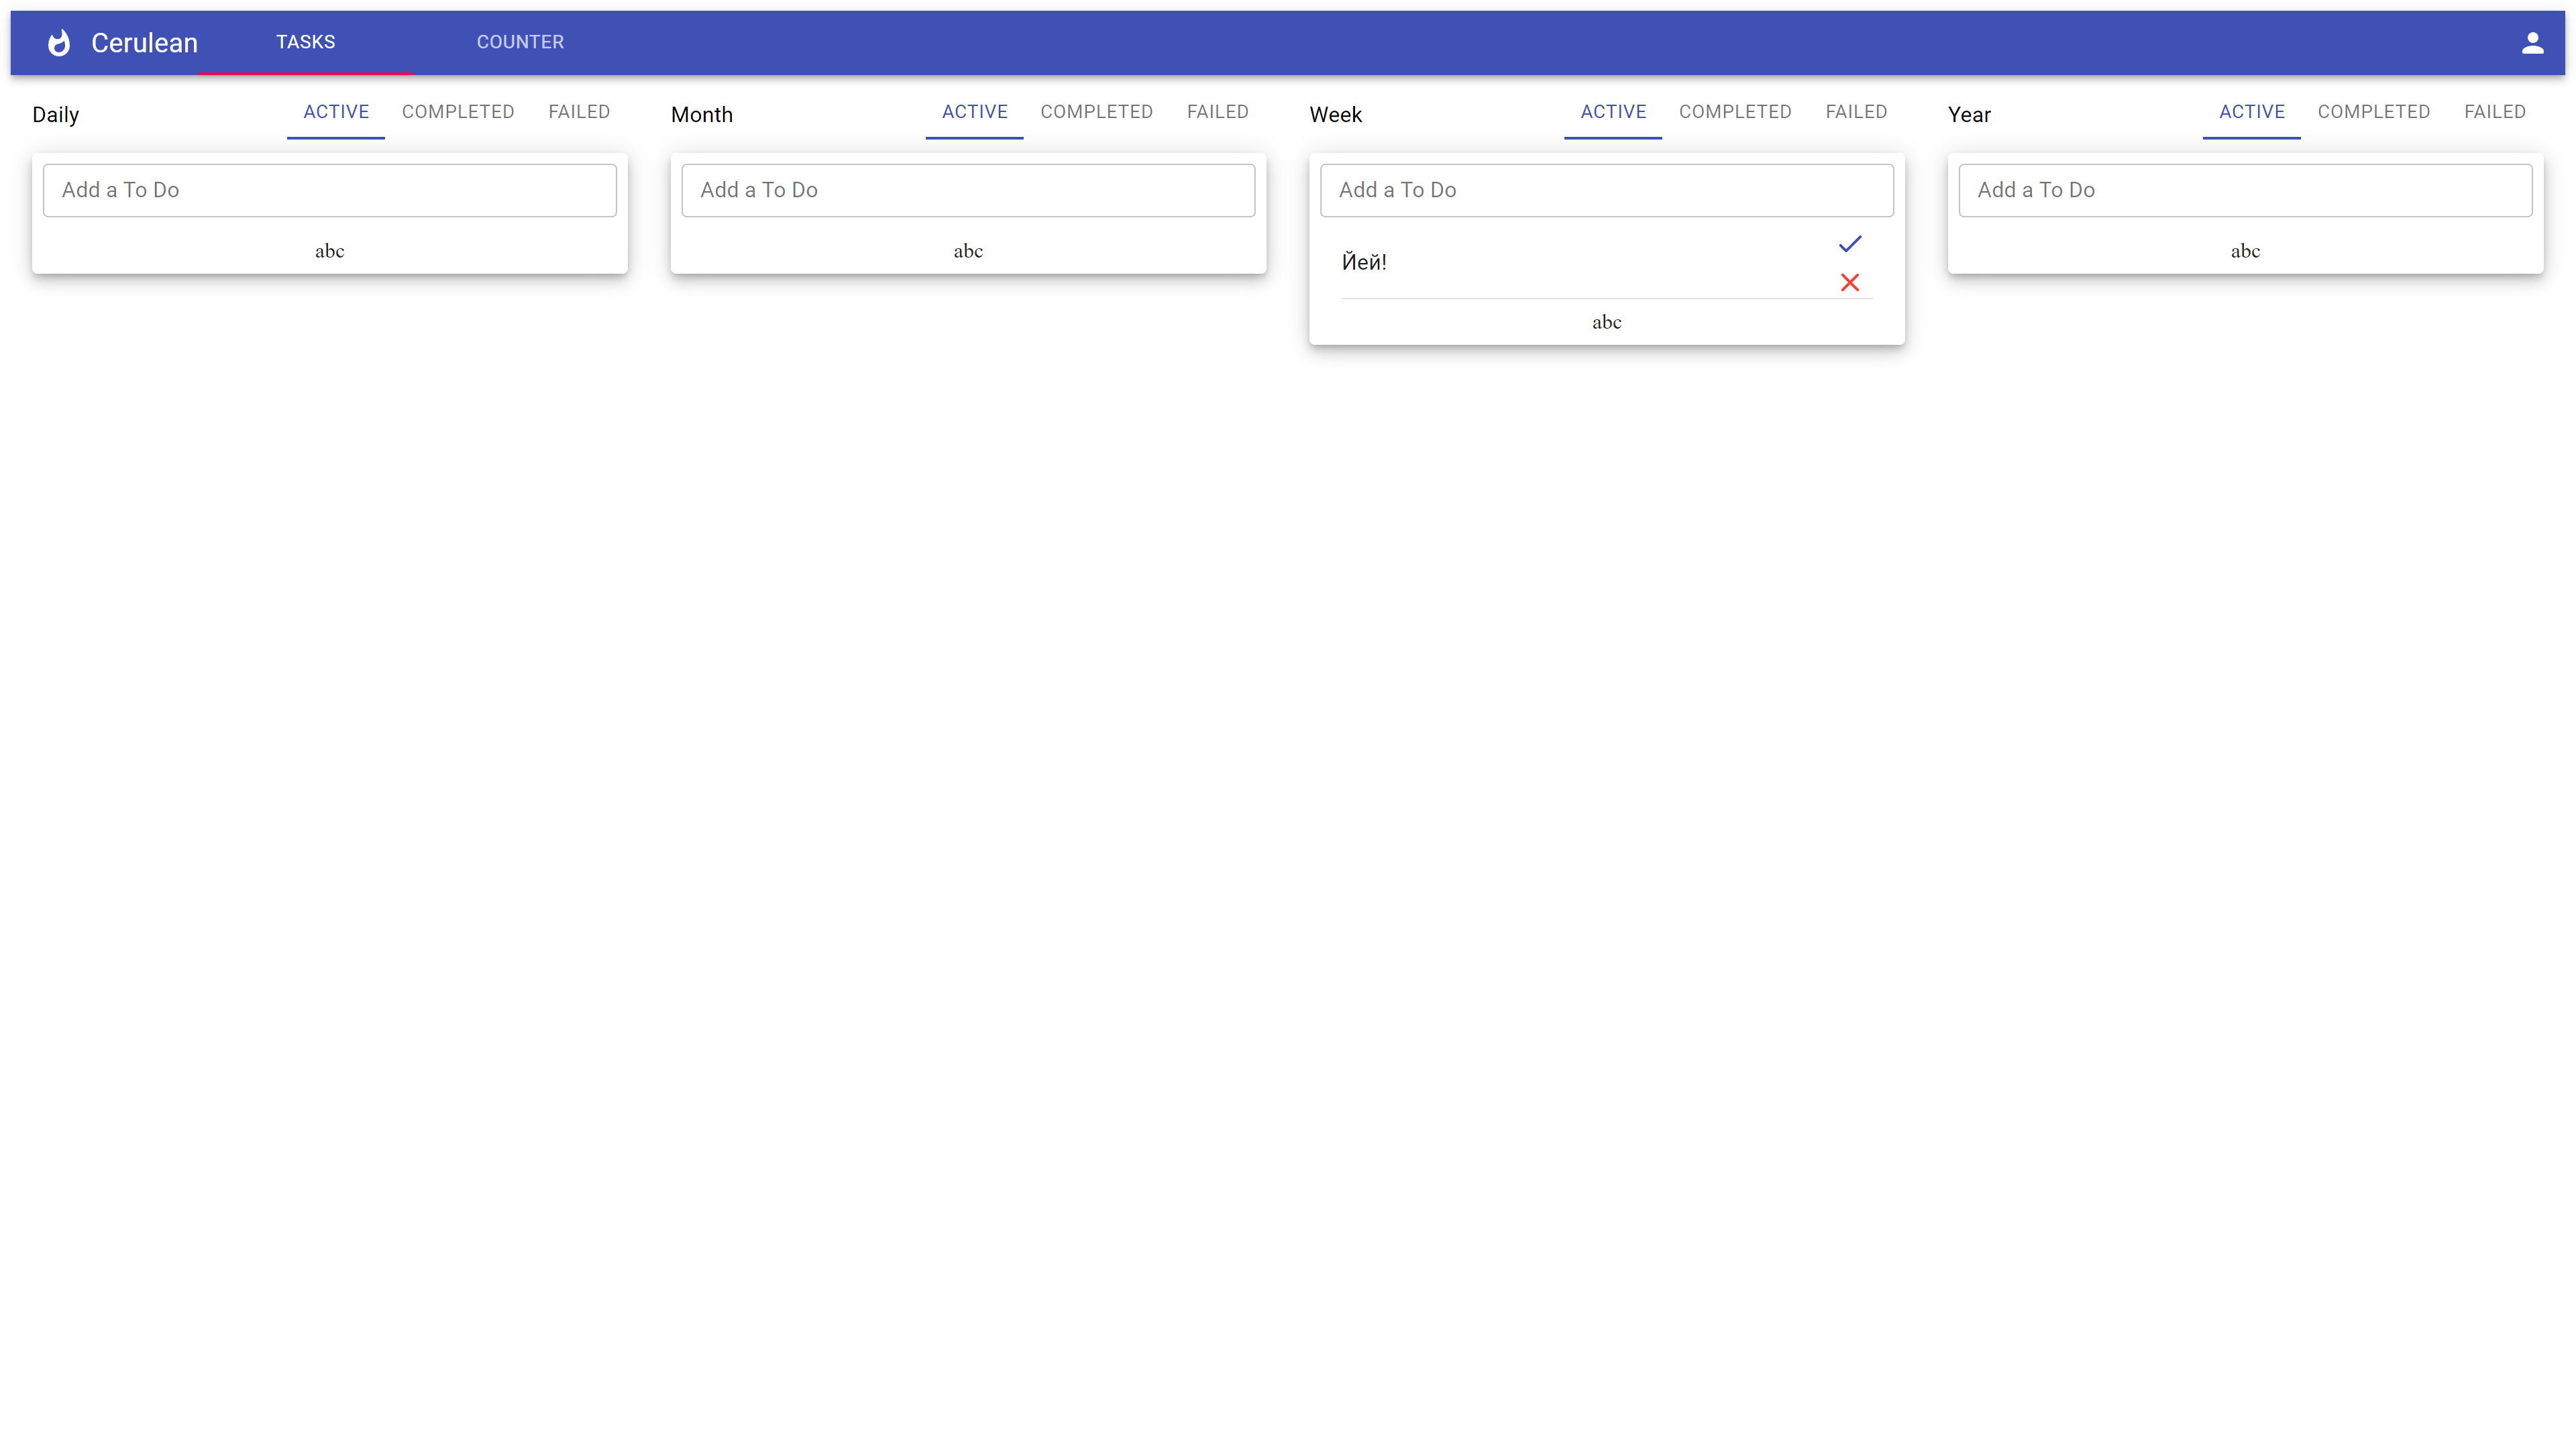 Cerulean TASKS COUNTER
Daily ACTIVE COMPLETED FAILED
Add a To Do
abc
Month ACTIVE COMPLETED FAILED
Add a To Do
abc
Week ACTIVE COMPLETED FAILED
Add a To Do
Йей!
abc
Year ACTIVE COMPLETED FAILED
Add a To Do
abc